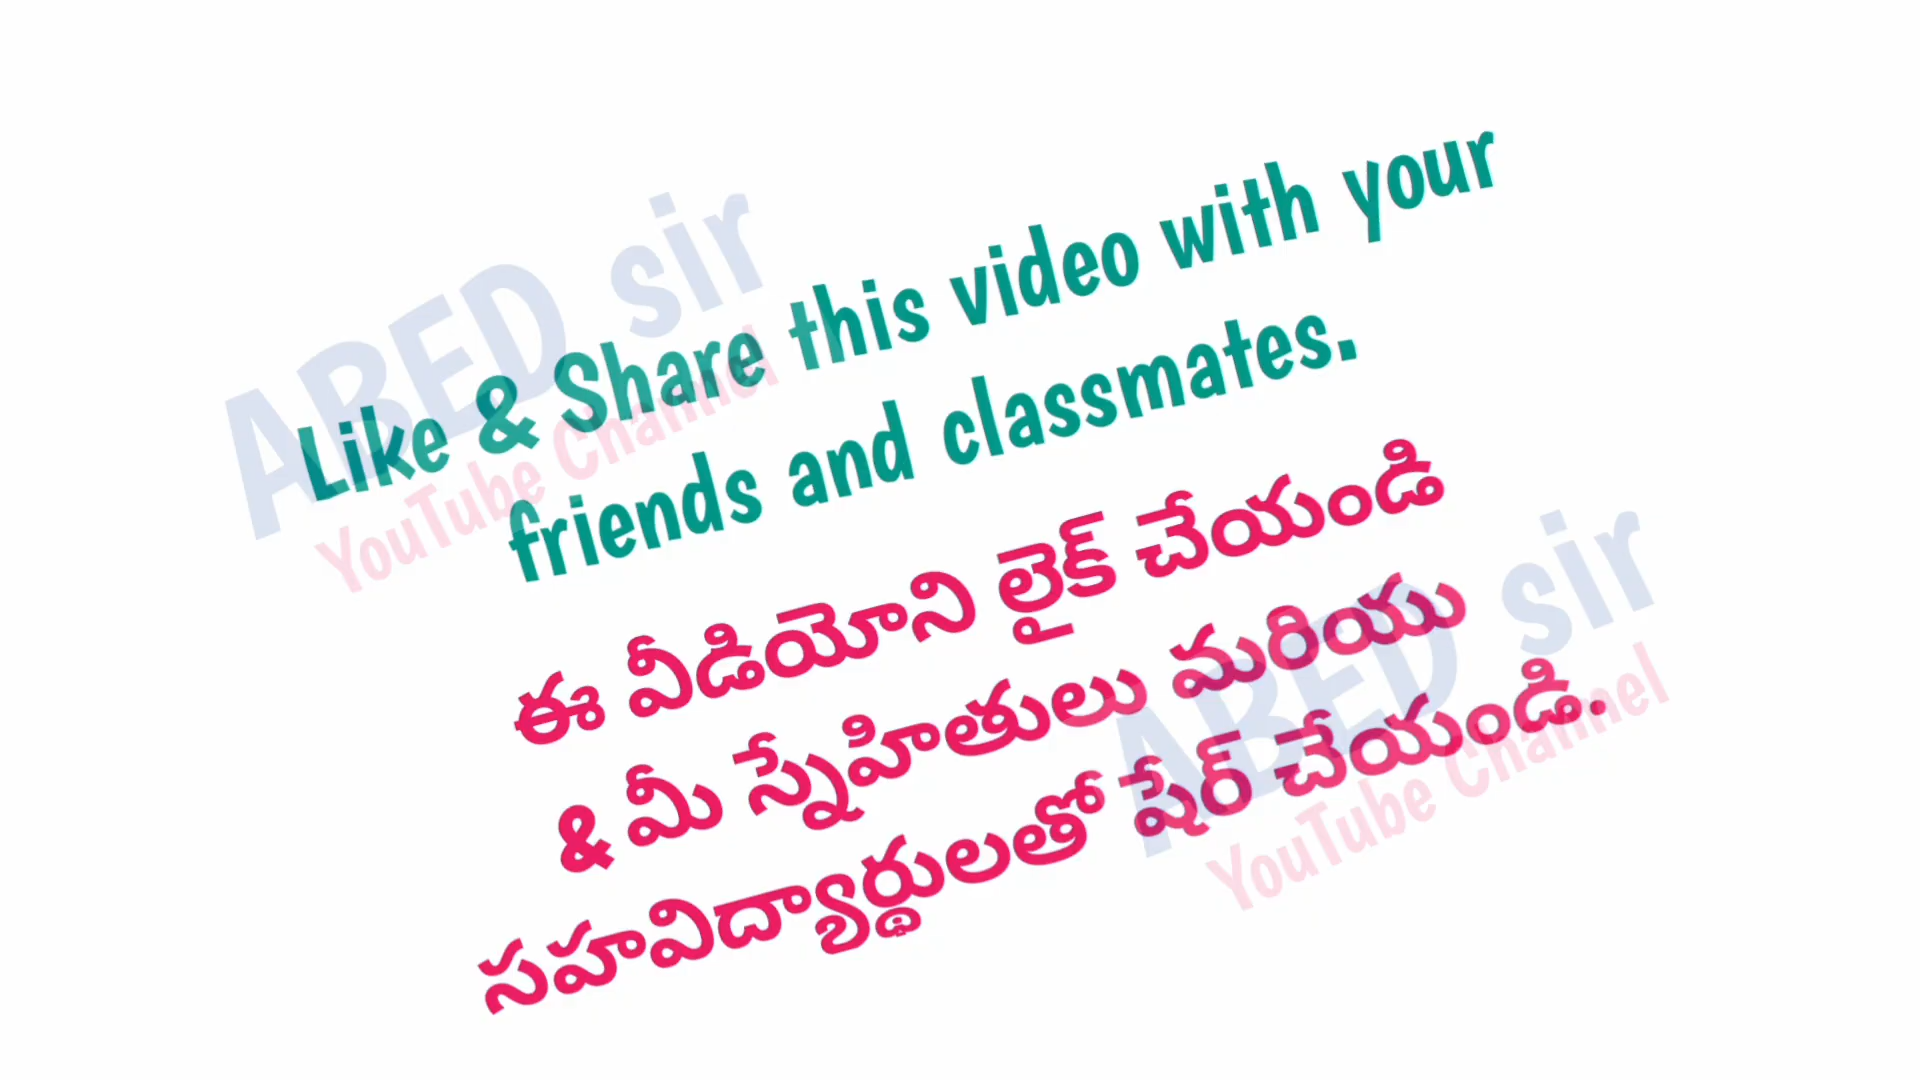 Like & Share this video with your
friends and classmates.
ఈ వీడియోని లైక్ చేయండి
& మీ స్నేహితులు మరియు
సహవిద్యార్థులతో షేర్ చేయండి.
ABED sir
YouTube Channel
ABED sir
YouTube Channel